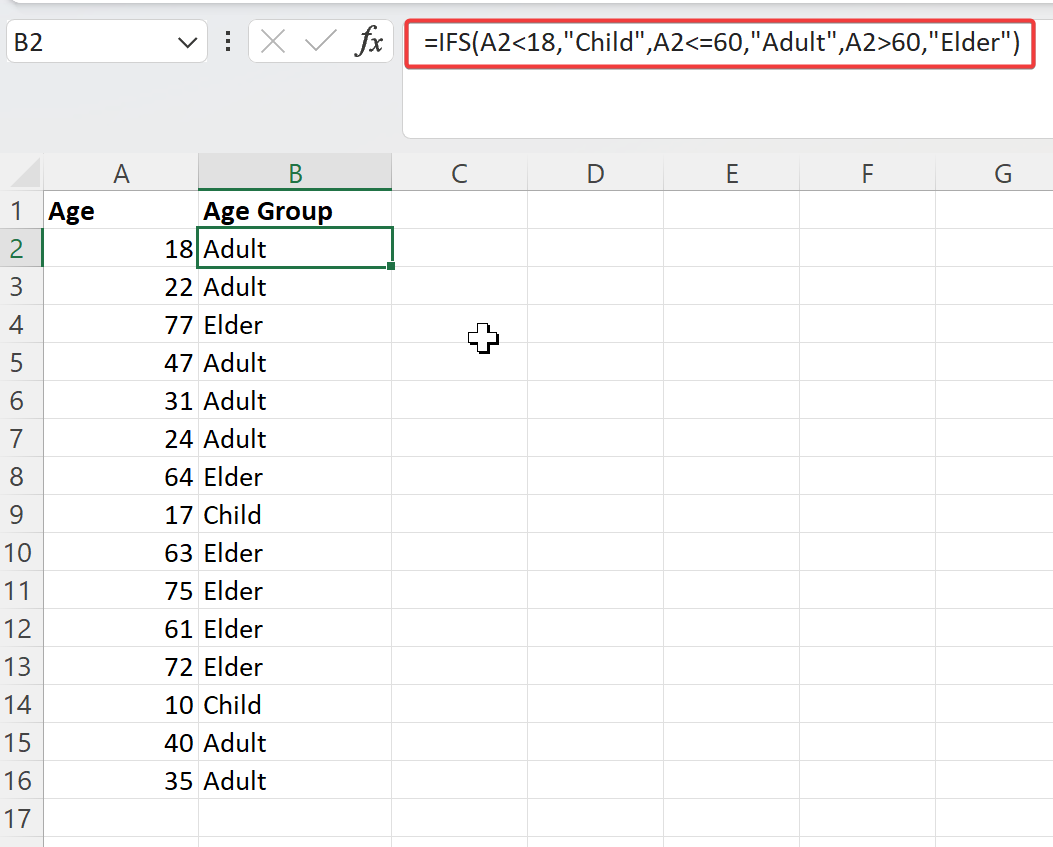 B2 fx =IFS(A2<18,"Child",A2<=60,"Adult",A2>60,"Elder")
A B C D E F G
1 Age Age Group
2 18 Adult
3 22 Adult
4 77 Elder
5 47 Adult
6 31 Adult
7 24 Adult
8 64 Elder
9 17 Child
10 63 Elder
11 75 Elder
12 61 Elder
13 72 Elder
14 10 Child
15 40 Adult
16 35 Adult
17